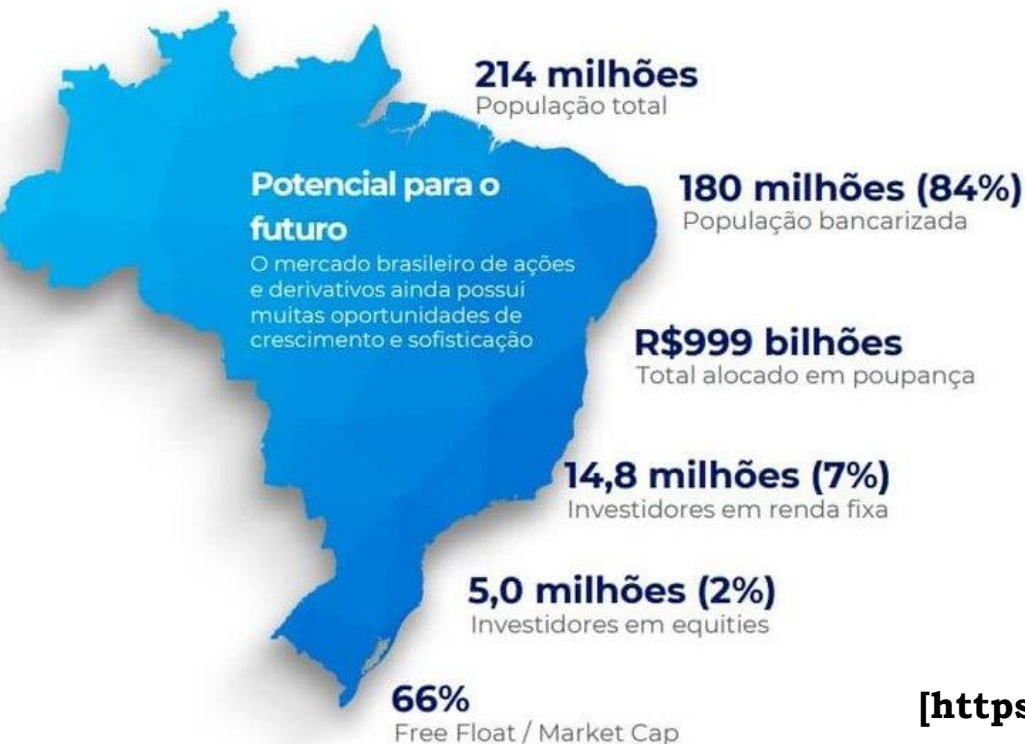 214 milhões
População total
Potencial para o
futuro
O mercado brasileiro de ações
e derivativos ainda possui
muitas oportunidades de
crescimento e sofisticação
180 milhões (84%)
População bancarizada
R$999 bilhões
Total alocado em poupança
14,8 milhões (7%)
Investidores em renda fixa
5,0 milhões (2%)
Investidores em equities
66%
Free Float / Market Cap
[https